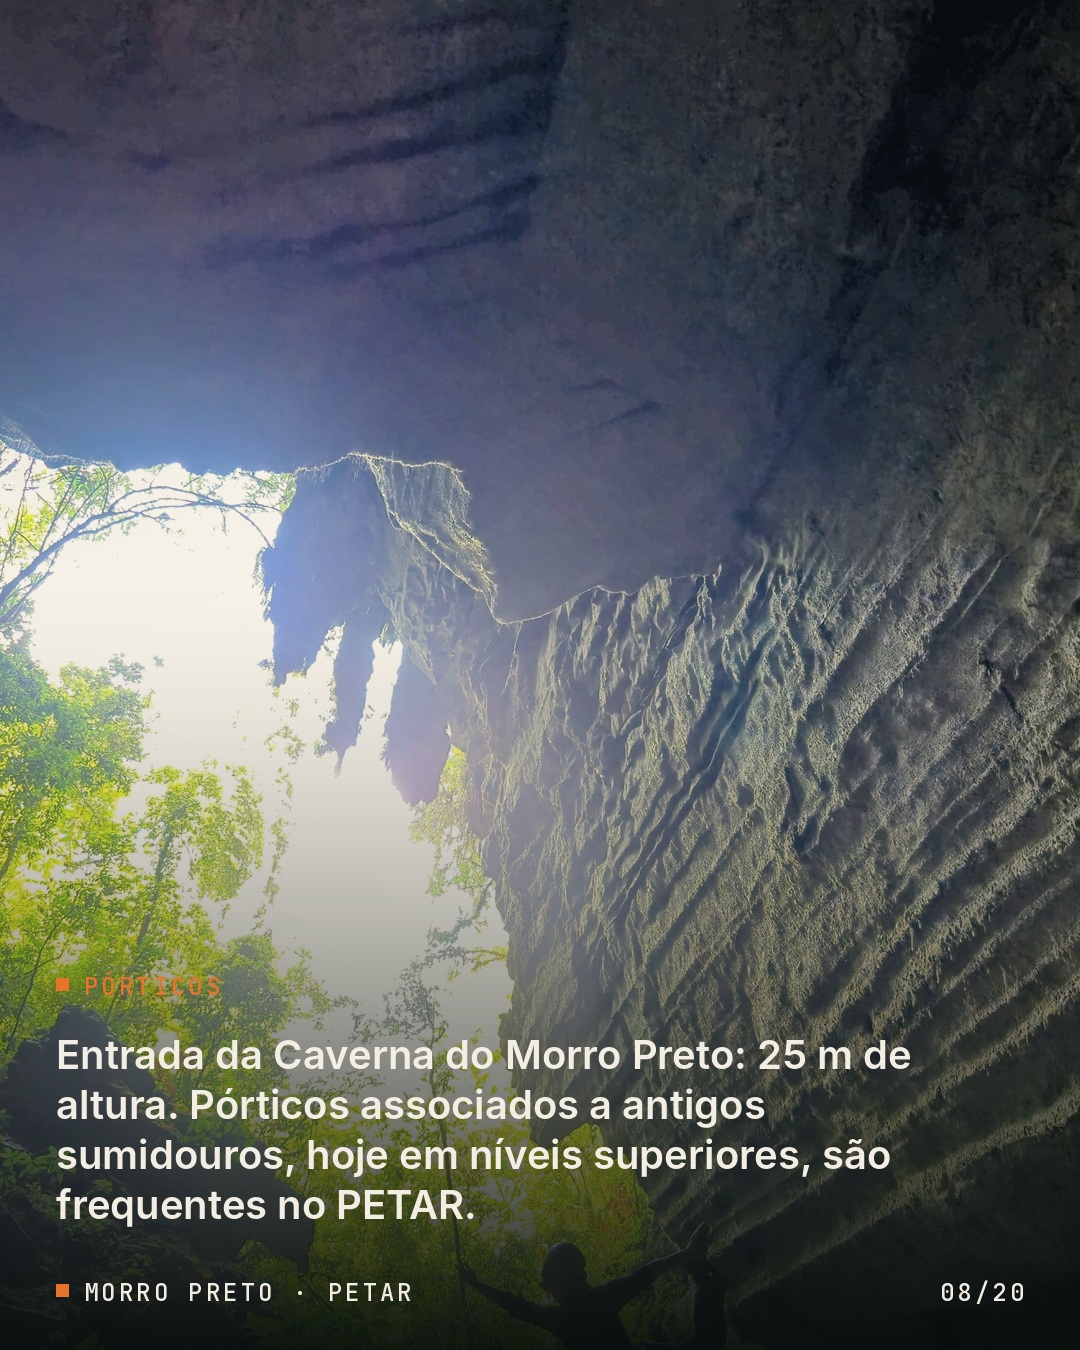 PÓRTICOS
Entrada da Caverna do Morro Preto: 25 m de
altura. Pórticos associados a antigos
sumidouros, hoje em níveis superiores, são
frequentes no PETAR.
MORRO PRETO · PETAR
08/20